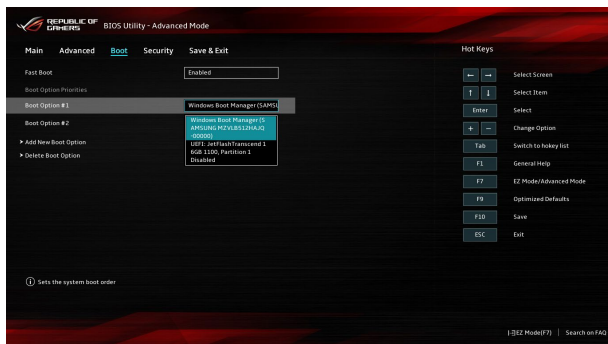 REPUBLIC OF
GAMERS
BIOS Utility - Advanced Mode
Main Advanced Boot Security Save & Exit
Hot Keys
Fast Boot Enabled
Boot Option Priorities
Boot Option #1 Windows Boot Manager (SAMSU
Boot Option #2
Windows Boot Manager (S
AMSUNG MZVLB512HAJQ
-00000)
UEFI: JetFlashTranscend 1
6GB 1100, Partition 1
Disabled
> Add New Boot Option
> Delete Boot Option
← → Select Screen
↑ ↓ Select Item
Enter Select
+ − Change Option
Tab Switch to hokey list
F1 General Help
F7 EZ Mode/Advanced Mode
F9 Optimized Defaults
F10 Save
ESC Exit
Sets the system boot order
EZ Mode(F7) | Search on FAQ